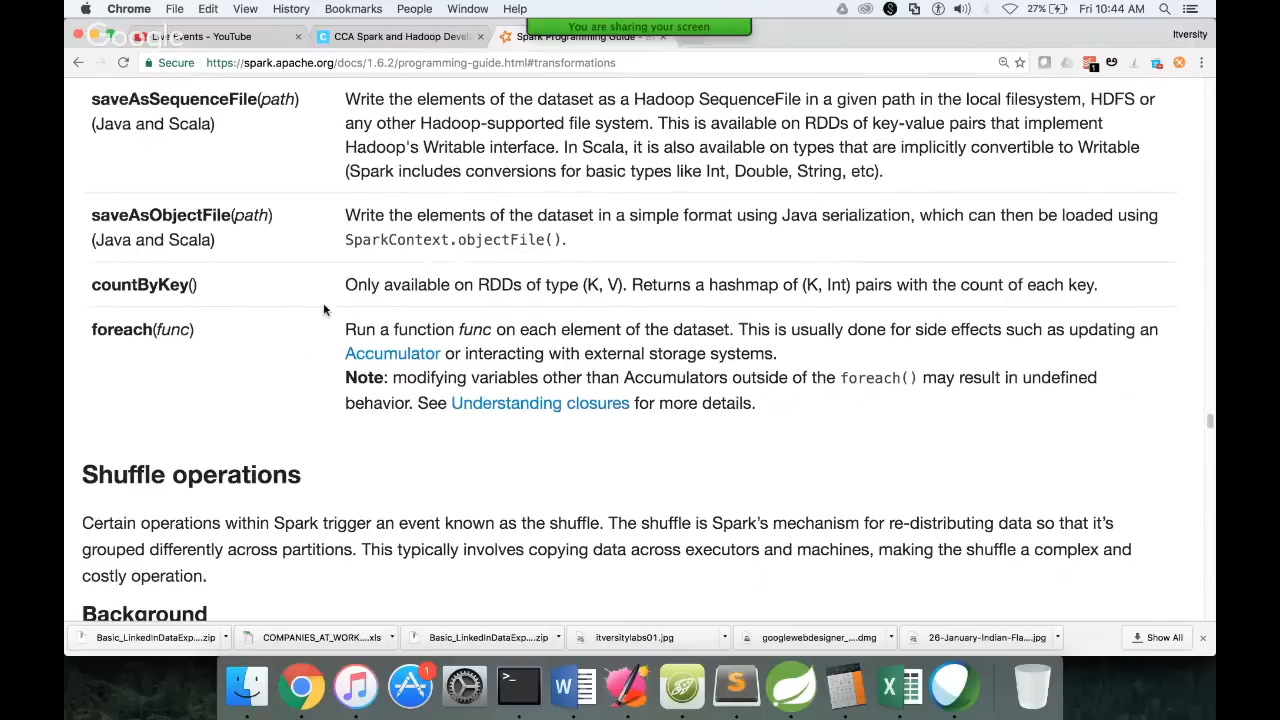 Chrome File Edit View History Bookmarks People Window Help
27% Fri 10:44 AM
You are sharing your screen
Google
Live Events - YouTube
CCA Spark and Hadoop Develo
Spark Programming Guide - S
Itversity
Secure https://spark.apache.org/docs/1.6.2/programming-guide.html#transformations
1
saveAsSequenceFile(path) Write the elements of the dataset as a Hadoop SequenceFile in a given path in the local filesystem, HDFS or
(Java and Scala) any other Hadoop-supported file system. This is available on RDDs of key-value pairs that implement
Hadoop's Writable interface. In Scala, it is also available on types that are implicitly convertible to Writable
(Spark includes conversions for basic types like Int, Double, String, etc).
saveAsObjectFile(path) Write the elements of the dataset in a simple format using Java serialization, which can then be loaded using
(Java and Scala) SparkContext.objectFile().
countByKey() Only available on RDDs of type (K, V). Returns a hashmap of (K, Int) pairs with the count of each key.
foreach(func) Run a function func on each element of the dataset. This is usually done for side effects such as updating an
Accumulator or interacting with external storage systems.
Note: modifying variables other than Accumulators outside of the foreach() may result in undefined
behavior. See Understanding closures for more details.
Shuffle operations
Certain operations within Spark trigger an event known as the shuffle. The shuffle is Spark's mechanism for re-distributing data so that it's
grouped differently across partitions. This typically involves copying data across executors and machines, making the shuffle a complex and
costly operation.
Background
Basic_LinkedInDataExp....zip COMPANIES_AT_WORK....xls Basic_LinkedInDataExp....zip itversitylabs01.jpg googlewebdesigner_....dmg 26-January-Indian-Fla....jpg Show All
1